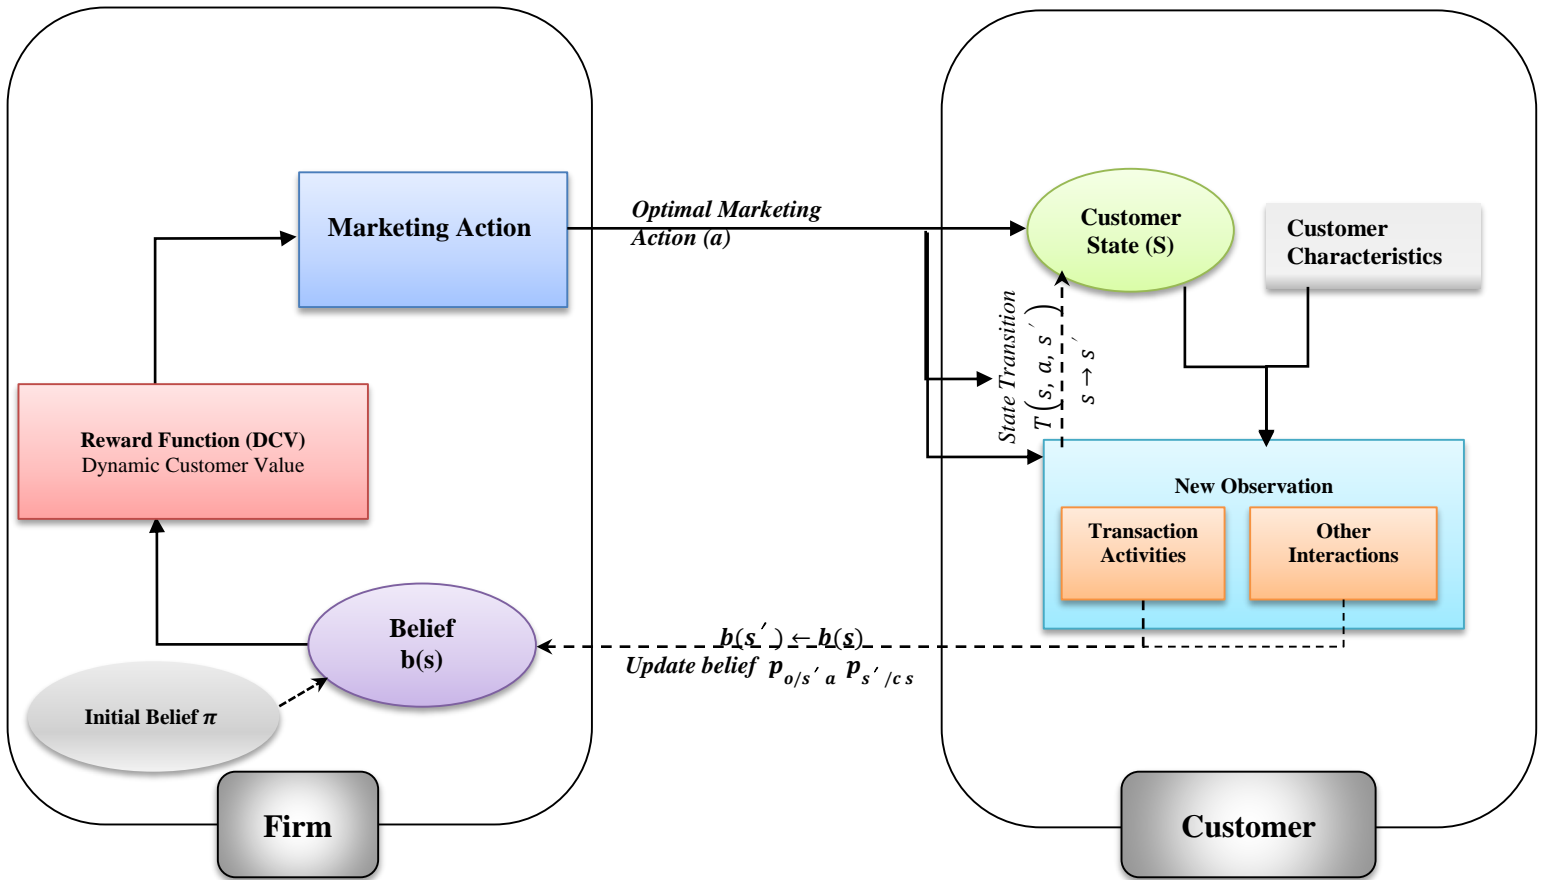 Marketing Action
Optimal Marketing
Action (a)
Customer
State (S)
Customer
Characteristics
State Transition
T ( s, a, s′ )
s → s′
Reward Function (DCV)
Dynamic Customer Value
New Observation
Transaction
Activities
Other
Interactions
Belief
b(s)
b(s′) ← b(s)
Update belief p o/s′ a p s′/c s
Initial Belief π
Firm
Customer